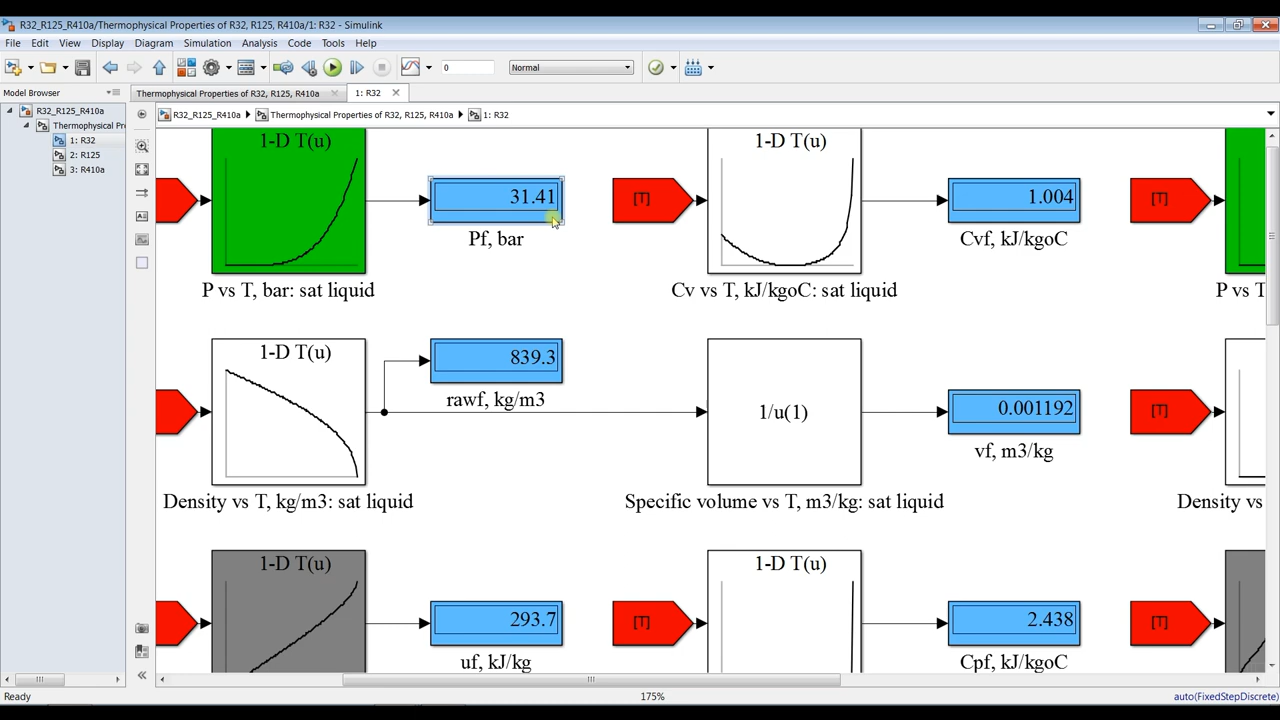 R32_R125_R410a/Thermophysical Properties of R32, R125, R410a/1: R32 - Simulink
File Edit View Display Diagram Simulation Analysis Code Tools Help
0
Normal
Model Browser
Thermophysical Properties of R32, R125, R410a
1: R32
R32_R125_R410a
Thermophysical Pr
1: R32
2: R125
3: R410a
R32_R125_R410a Thermophysical Properties of R32, R125, R410a 1: R32
1-D T(u)
31.41
Pf, bar
P vs T, bar: sat liquid
[T]
1-D T(u)
1.004
Cvf, kJ/kgoC
Cv vs T, kJ/kgoC: sat liquid
[T]
P vs T
1-D T(u)
839.3
rawf, kg/m3
Density vs T, kg/m3: sat liquid
1/u(1)
0.001192
vf, m3/kg
Specific volume vs T, m3/kg: sat liquid
[T]
Density vs
1-D T(u)
293.7
uf, kJ/kg
[T]
1-D T(u)
2.438
Cpf, kJ/kgoC
[T]
Ready
175%
auto(FixedStepDiscrete)